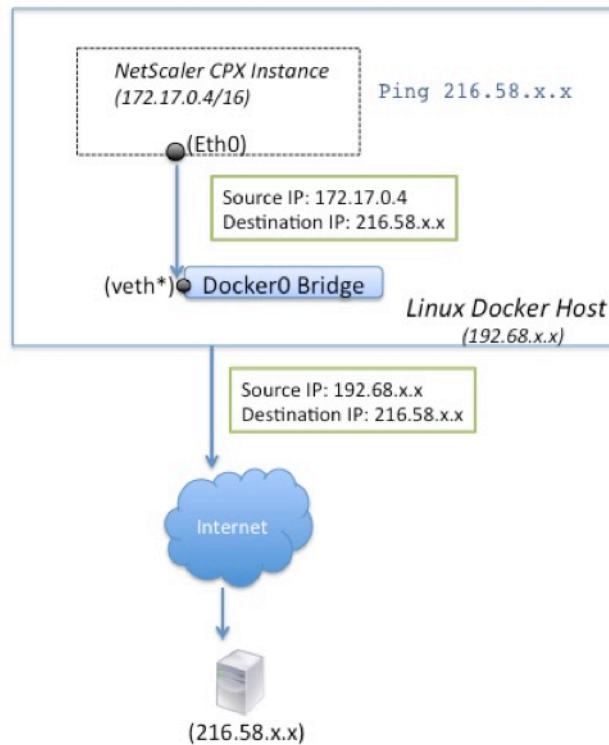 NetScaler CPX Instance
(172.17.0.4/16)
Ping 216.58.x.x
(Eth0)
Source IP: 172.17.0.4
Destination IP: 216.58.x.x
(veth*)
Docker0 Bridge
Linux Docker Host
(192.68.x.x)
Source IP: 192.68.x.x
Destination IP: 216.58.x.x
Internet
(216.58.x.x)